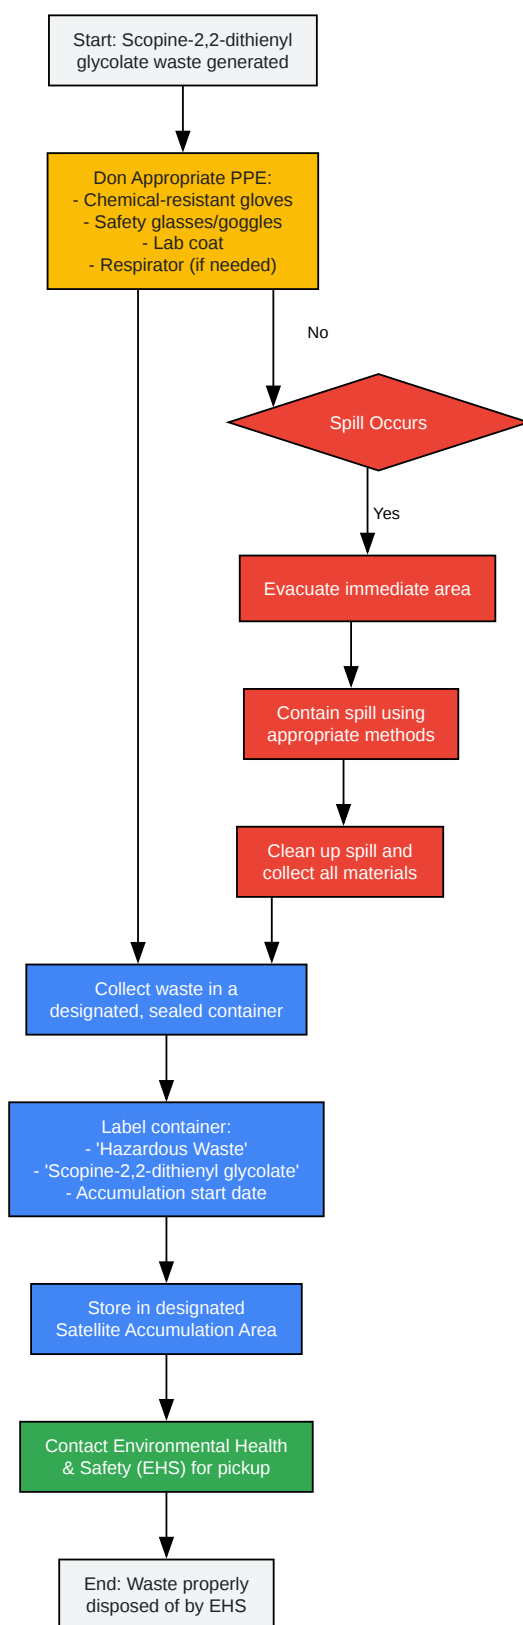 Start: Scopine-2,2-dithienyl
glycolate waste generated
Don Appropriate PPE:
- Chemical-resistant gloves
- Safety glasses/goggles
- Lab coat
- Respirator (if needed)
No
Spill Occurs
Yes
Evacuate immediate area
Contain spill using
appropriate methods
Clean up spill and
collect all materials
Collect waste in a
designated, sealed container
Label container:
- 'Hazardous Waste'
- 'Scopine-2,2-dithienyl glycolate'
- Accumulation start date
Store in designated
Satellite Accumulation Area
Contact Environmental Health
& Safety (EHS) for pickup
End: Waste properly
disposed of by EHS